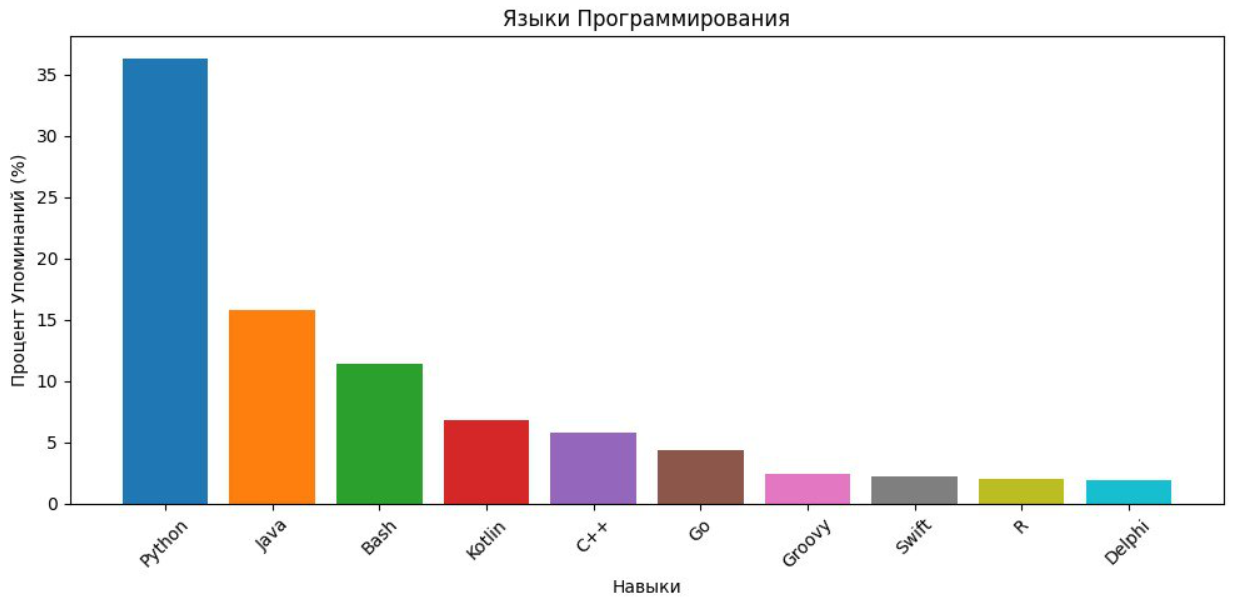 Языки Программирования
Процент Упоминаний (%)
35
30
25
20
15
10
5
0
Python
Java
Bash
Kotlin
C++
Go
Groovy
Swift
R
Delphi
Навыки